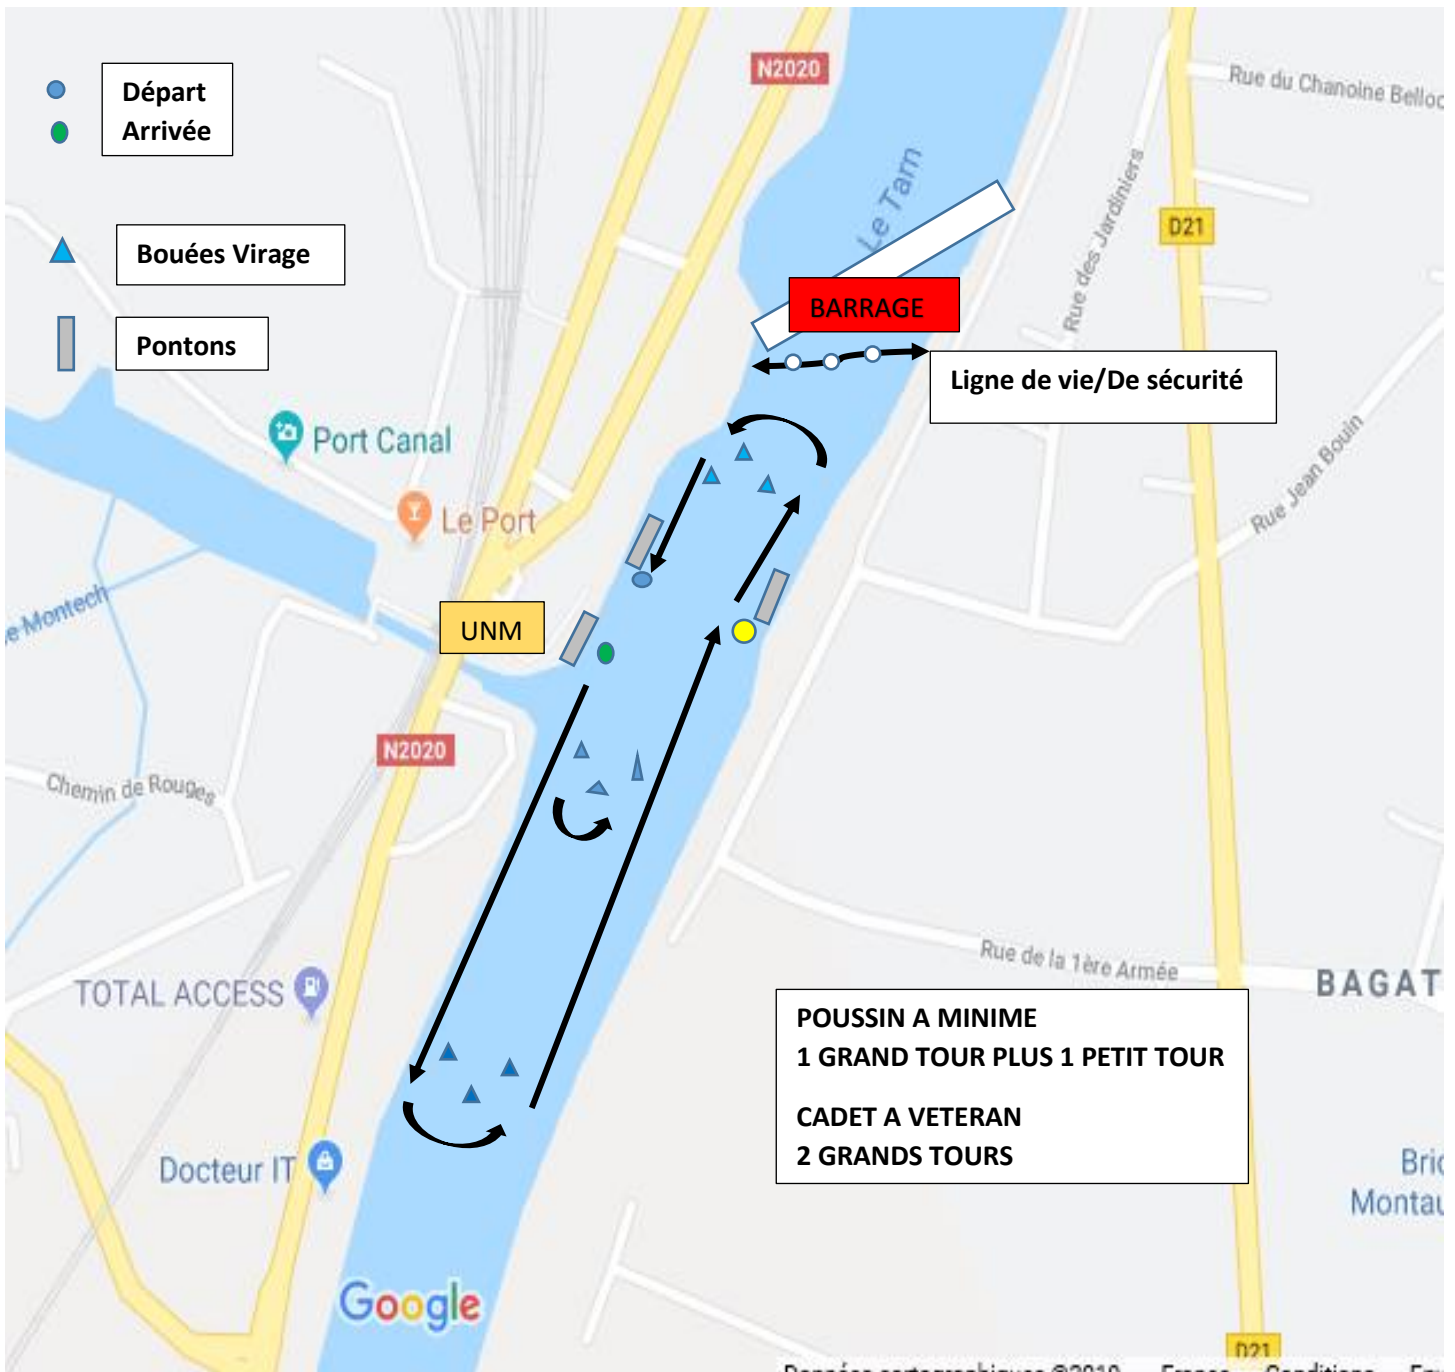 Départ
Arrivée
Bouées Virage
Pontons
N2020
Rue du Chanoine Belloc
Le Tarn
Rue des Jardiniers
D21
BARRAGE
Ligne de vie/De sécurité
Port Canal
Le Port
Rue Jean Bouin
UNM
Montech
N2020
Chemin de Rouges
Rue de la 1ère Armée
TOTAL ACCESS
BAGAT
POUSSIN A MINIME
1 GRAND TOUR PLUS 1 PETIT TOUR
CADET A VETERAN
2 GRANDS TOURS
Docteur IT
Bric
Montau
Google
D21